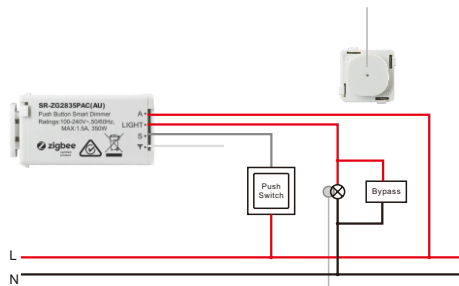 SR-ZG2835PAC(AU)
Push Button Smart Dimmer
Ratings:100-240V~,50/60Hz,
MAX:1.5A, 350W
A
LIGHT
S
zigbee
Push
Switch
Bypass
L
N